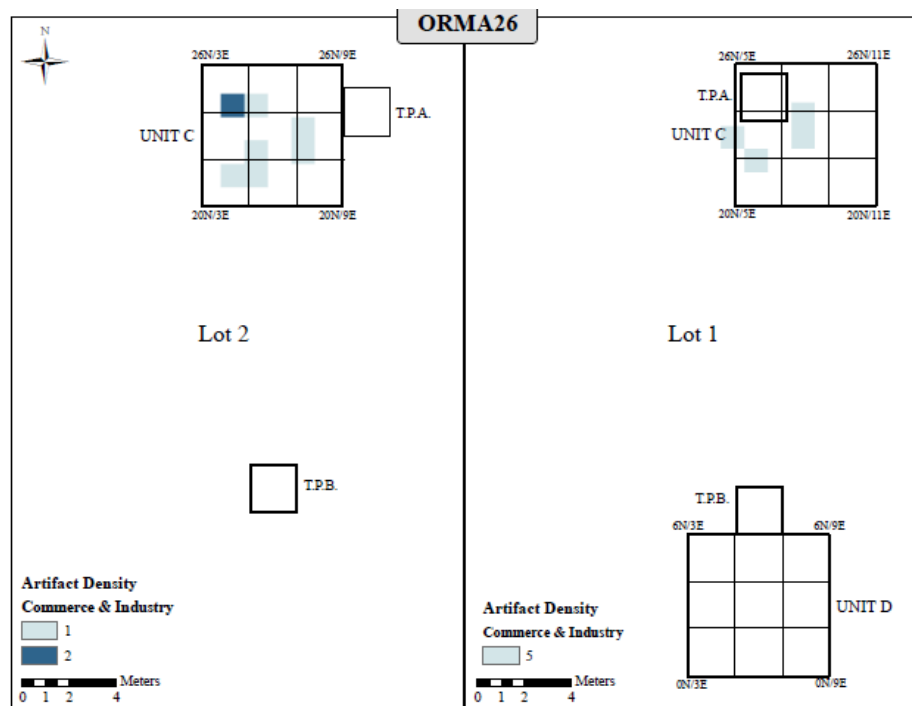 ORMA26
N
26N/3E 26N/9E
T.P.A.
UNIT C
20N/3E 20N/9E
Lot 2
T.P.B.
Artifact Density
Commerce & Industry
1
2
Meters
0 1 2 4
26N/5E 26N/11E
T.P.A.
UNIT C
20N/5E 20N/11E
Lot 1
T.P.B.
6N/3E 6N/9E
UNIT D
0N/3E 0N/9E
Artifact Density
Commerce & Industry
5
Meters
0 1 2 4